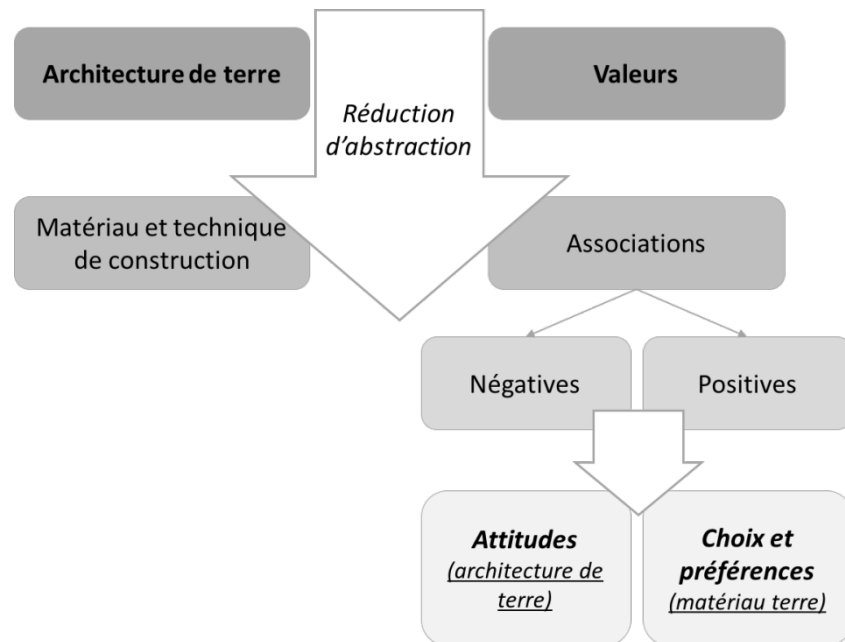 Architecture de terre
Valeurs
Réduction
d'abstraction
Matériau et technique
de construction
Associations
Négatives
Positives
Attitudes
(architecture de
terre)
Choix et
préférences
(matériau terre)